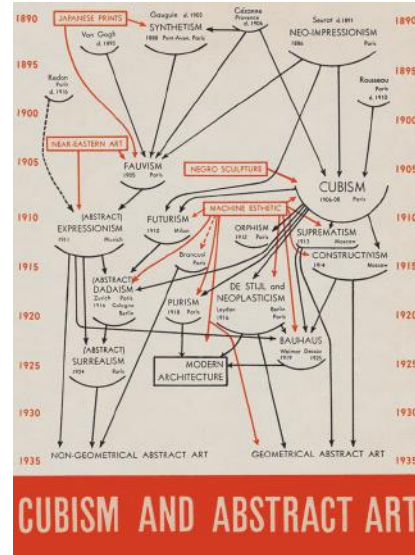 1890
JAPANESE PRINTS
Gauguin d. 1903
SYNTHETISM
1888 Pont-Aven, Paris
Cézanne
Provence
d. 1906
Seurat d. 1891
NEO-IMPRESSIONISM
1886 Paris
1890
Van Gogh
d. 1890
1895
Redon
Paris
d. 1916
Rousseau
Paris
d. 1910
1895
1900
1900
NEAR-EASTERN ART
1905
FAUVISM
1905 Paris
NEGRO SCULPTURE
CUBISM
1906-08 Paris
1905
1910
(ABSTRACT)
EXPRESSIONISM
1911 Munich
FUTURISM
1910 Milan
MACHINE ESTHETIC
ORPHISM
1912 Paris
SUPREMATISM
1913 Moscow
1910
Brancusi
Paris
CONSTRUCTIVISM
1914 Moscow
1915
(ABSTRACT)
DADAISM
Zurich Paris
1916 Cologne
Berlin
PURISM
1918 Paris
DE STIJL and
NEOPLASTICISM
Leyden Berlin
1916 Paris
1915
1920
BAUHAUS
Weimar Dessau
1919 1925
1920
1925
(ABSTRACT)
SURREALISM
1924 Paris
MODERN
ARCHITECTURE
1925
1930
1930
1935
NON-GEOMETRICAL ABSTRACT ART
GEOMETRICAL ABSTRACT ART
1935
CUBISM AND ABSTRACT ART